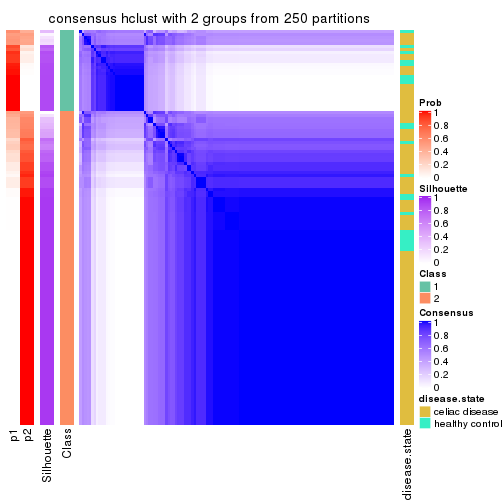 consensus hclust with 2 groups from 250 partitions
p1
p2
Silhouette
Class
disease.state
Prob
1
0.8
0.6
0.4
0.2
0
Silhouette
1
0.8
0.6
0.4
0.2
0
Class
1
2
Consensus
1
0.8
0.6
0.4
0.2
0
disease.state
celiac disease
healthy control